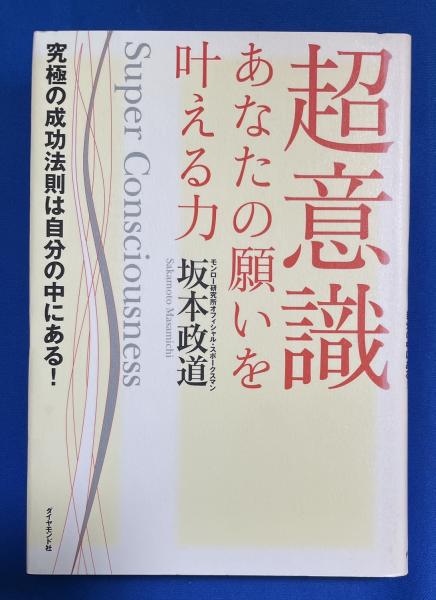 超意識
あなたの願いを
叶える力
モンロー研究所オフィシャル・スポークスマン
坂本政道
Sakamoto Masamichi
Super Consciousness
究極の成功法則は自分の中にある!
ダイヤモンド社